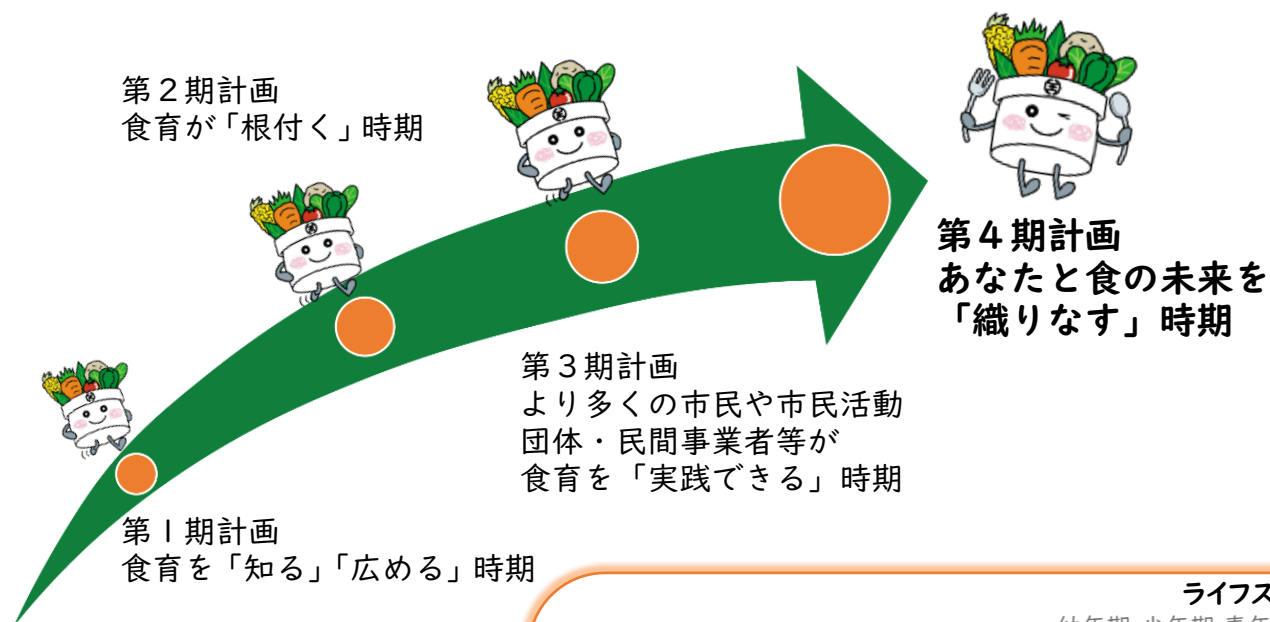 第２期計画
食育が「根付く」時期
第４期計画
あなたと食の未来を
「織りなす」時期
第３期計画
より多くの市民や市民活動
団体・民間事業者等が
食育を「実践できる」時期
第１期計画
食育を「知る」「広める」時期
ライフス